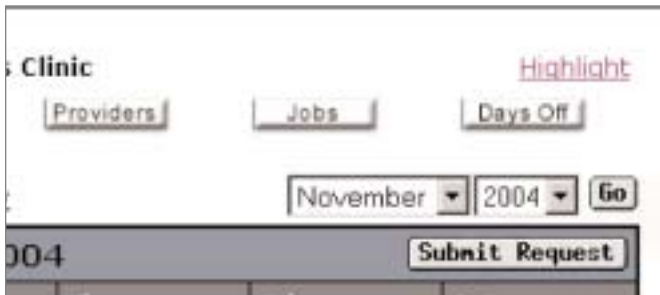 s Clinic Highlight
Providers Jobs Days Off
November 2004 Go
004 Submit Request